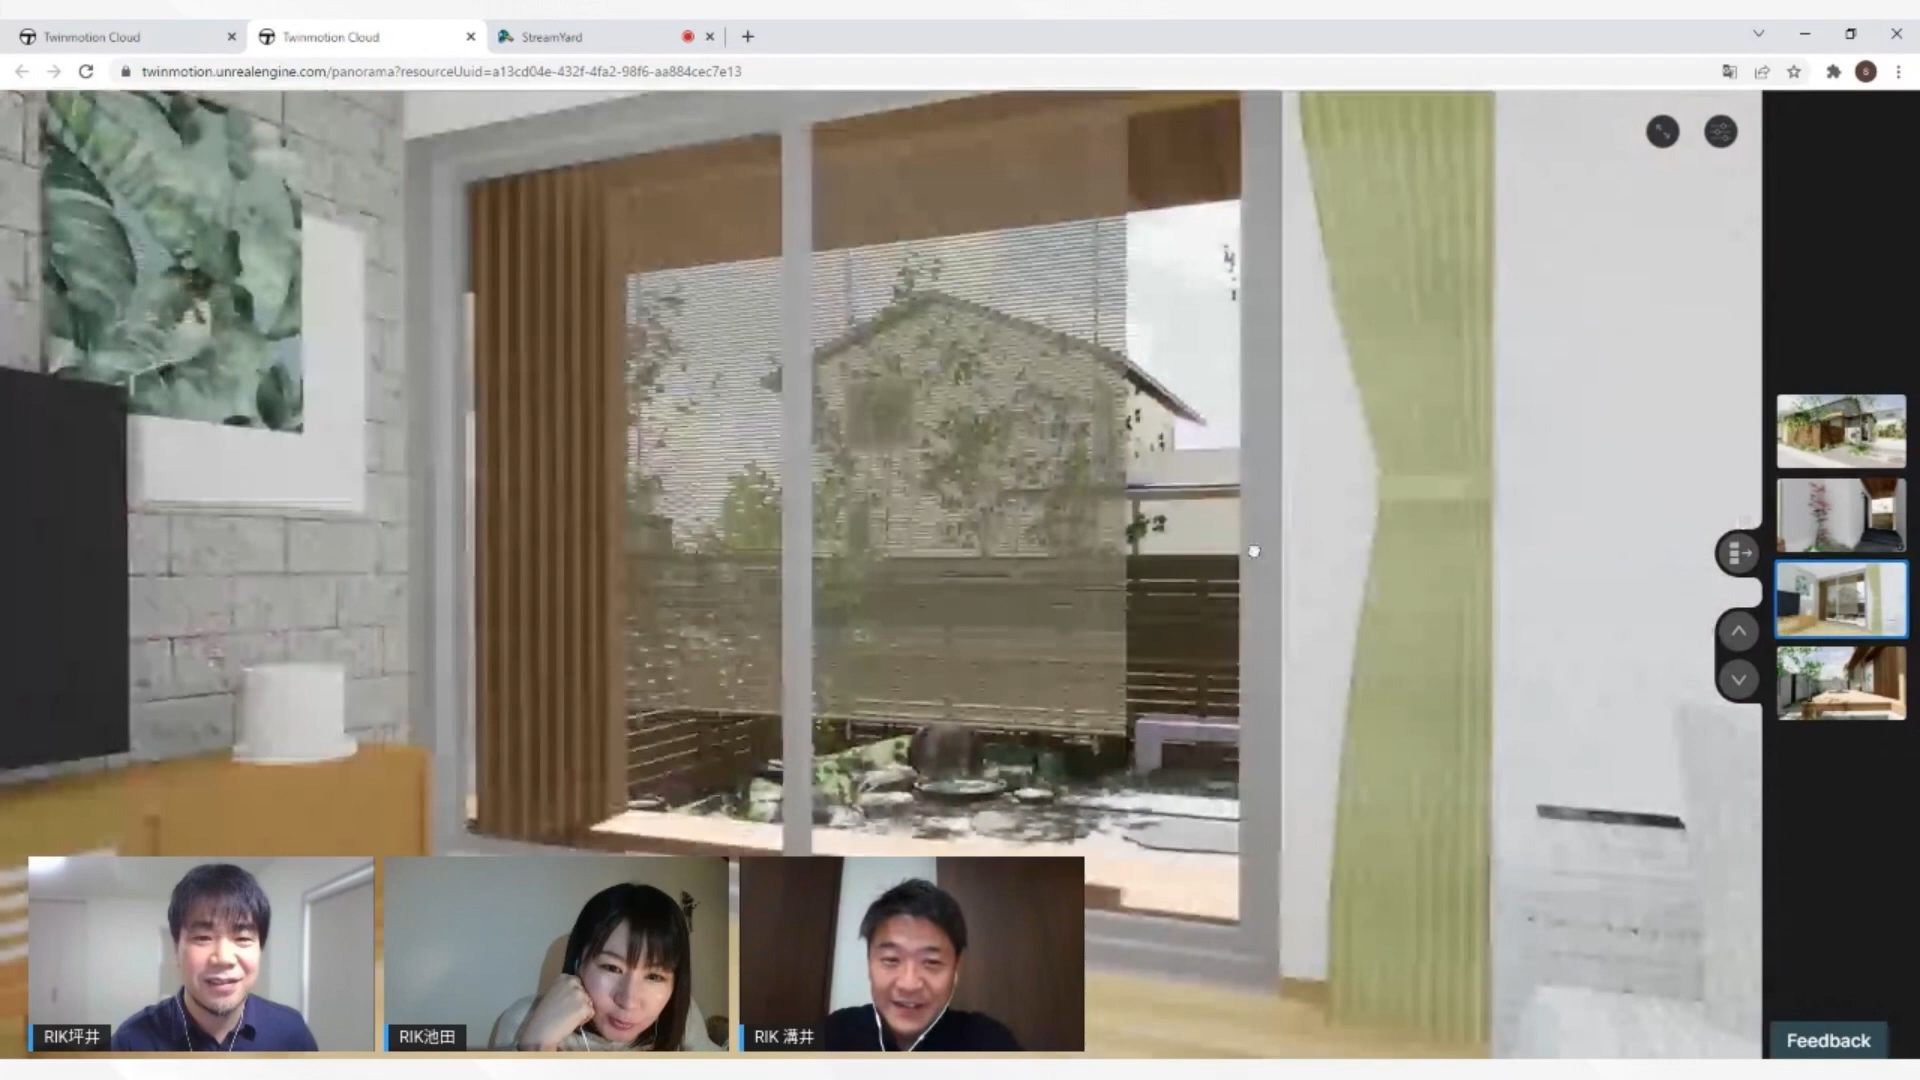 Twinmotion Cloud
Twinmotion Cloud
StreamYard
twinmotion.unrealengine.com/panorama?resourceUuid=a13cd04e-432f-4fa2-98f6-aa884cec7e13
RIK坪井
RIK池田
RIK 溝井
Feedback